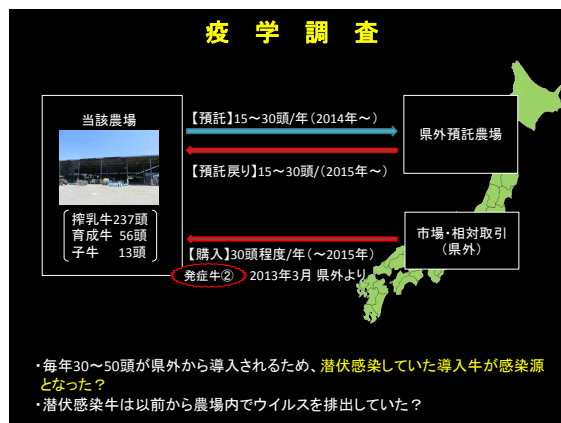 疫 学 調 査
当該農場
搾乳牛237頭
育成牛 56頭
子牛 13頭
【預託】15～30頭/年(2014年～)
【預託戻り】15～30頭/(2015年～)
県外預託農場
市場・相対取引
(県外)
【購入】30頭程度/年(～2015年)
発症牛② 2013年3月 県外より
・毎年30～50頭が県外から導入されるため、潜伏感染していた導入牛が感染源
となった？
・潜伏感染牛は以前から農場内でウイルスを排出していた？